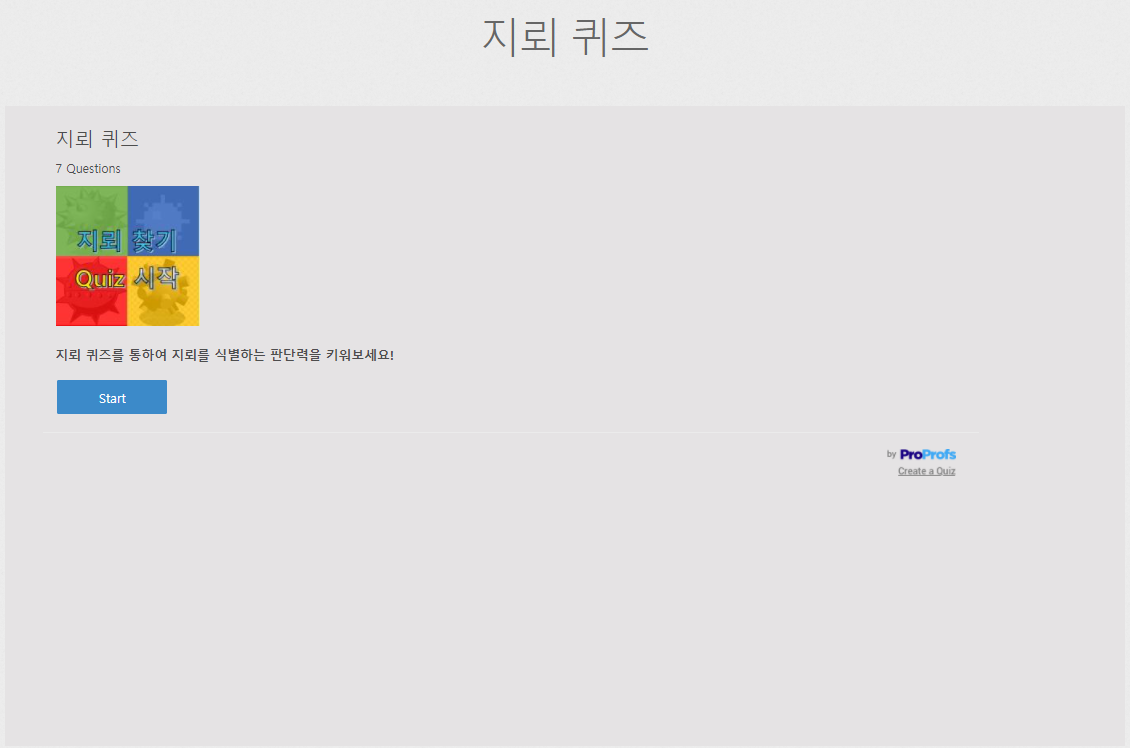 지뢰 퀴즈
지뢰 퀴즈
7 Questions
지뢰 찾기
Quiz 시작
지뢰 퀴즈를 통하여 지뢰를 식별하는 판단력을 키워보세요!
Start
by ProProfs
Create a Quiz